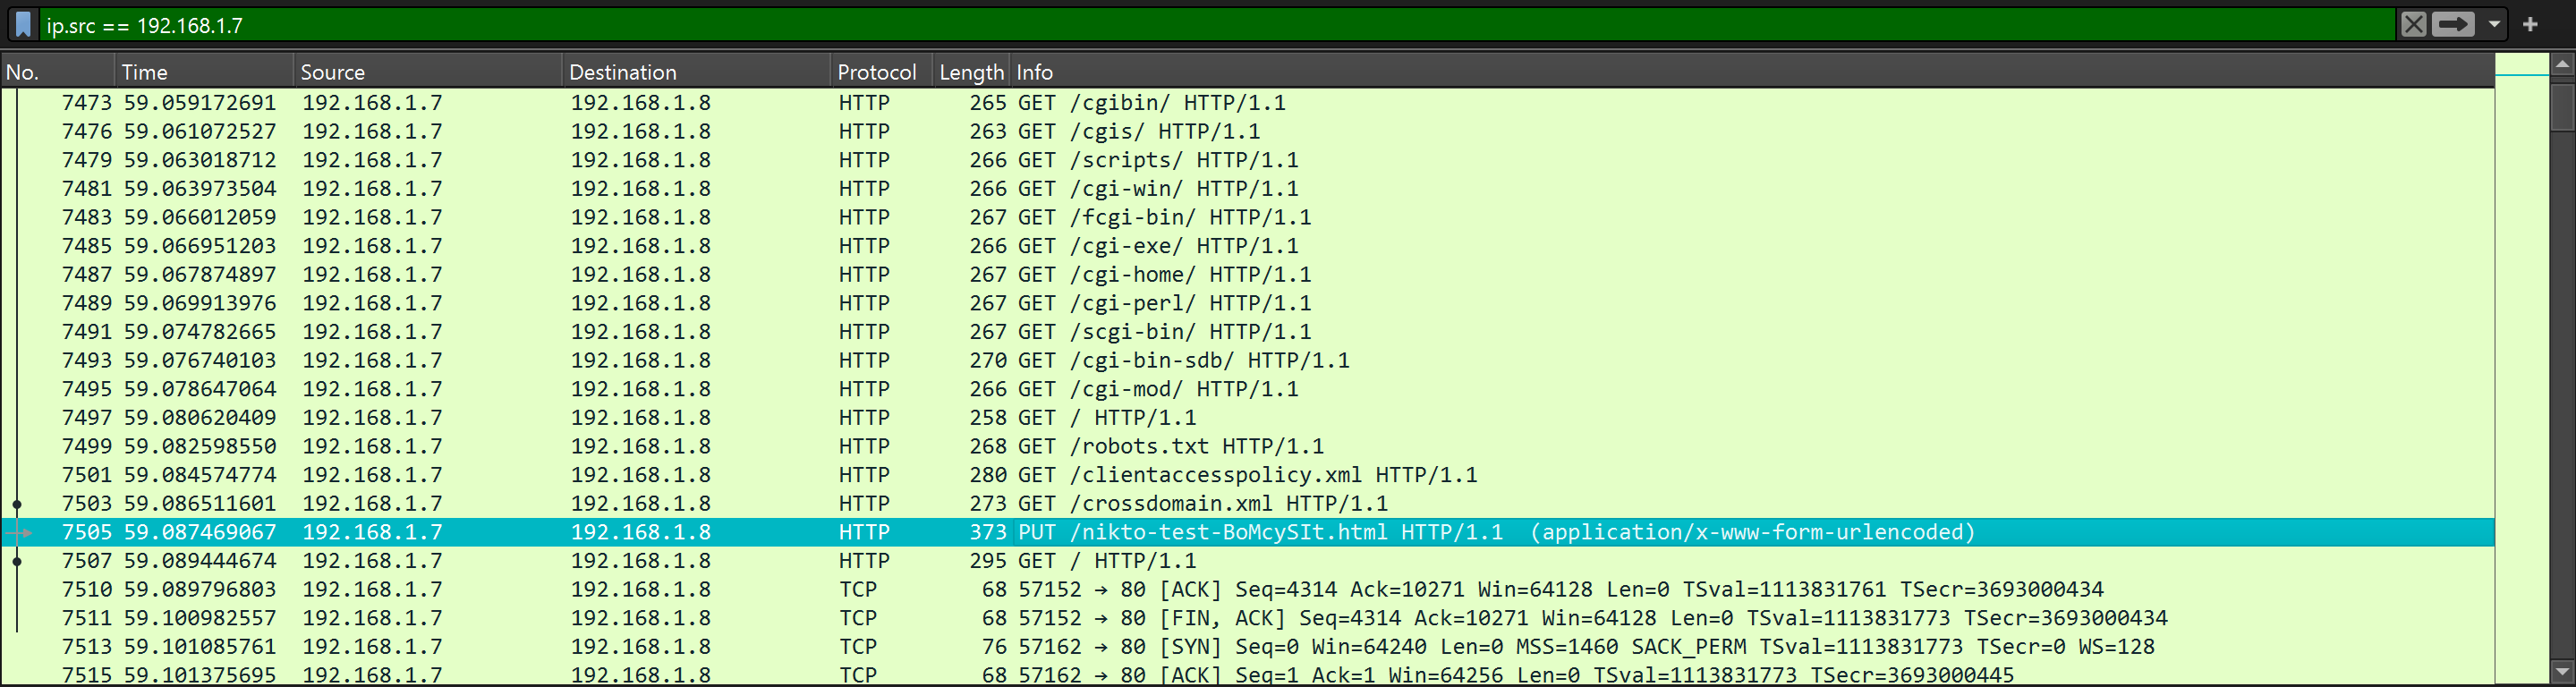 ip.src == 192.168.1.7
No. Time Source Destination Protocol Length Info
7473 59.059172691 192.168.1.7 192.168.1.8 HTTP 265 GET /cgibin/ HTTP/1.1
7476 59.061072527 192.168.1.7 192.168.1.8 HTTP 263 GET /cgis/ HTTP/1.1
7479 59.063018712 192.168.1.7 192.168.1.8 HTTP 266 GET /scripts/ HTTP/1.1
7481 59.063973504 192.168.1.7 192.168.1.8 HTTP 266 GET /cgi-win/ HTTP/1.1
7483 59.066012059 192.168.1.7 192.168.1.8 HTTP 267 GET /fcgi-bin/ HTTP/1.1
7485 59.066951203 192.168.1.7 192.168.1.8 HTTP 266 GET /cgi-exe/ HTTP/1.1
7487 59.067874897 192.168.1.7 192.168.1.8 HTTP 267 GET /cgi-home/ HTTP/1.1
7489 59.069913976 192.168.1.7 192.168.1.8 HTTP 267 GET /cgi-perl/ HTTP/1.1
7491 59.074782665 192.168.1.7 192.168.1.8 HTTP 267 GET /scgi-bin/ HTTP/1.1
7493 59.076740103 192.168.1.7 192.168.1.8 HTTP 270 GET /cgi-bin-sdb/ HTTP/1.1
7495 59.078647064 192.168.1.7 192.168.1.8 HTTP 266 GET /cgi-mod/ HTTP/1.1
7497 59.080620409 192.168.1.7 192.168.1.8 HTTP 258 GET / HTTP/1.1
7499 59.082598550 192.168.1.7 192.168.1.8 HTTP 268 GET /robots.txt HTTP/1.1
7501 59.084574774 192.168.1.7 192.168.1.8 HTTP 280 GET /clientaccesspolicy.xml HTTP/1.1
7503 59.086511601 192.168.1.7 192.168.1.8 HTTP 273 GET /crossdomain.xml HTTP/1.1
7505 59.087469067 192.168.1.7 192.168.1.8 HTTP 373 PUT /nikto-test-BoMcySIt.html HTTP/1.1 (application/x-www-form-urlencoded)
7507 59.089444674 192.168.1.7 192.168.1.8 HTTP 295 GET / HTTP/1.1
7510 59.089796803 192.168.1.7 192.168.1.8 TCP 68 57152 → 80 [ACK] Seq=4314 Ack=10271 Win=64128 Len=0 TSval=1113831761 TSecr=3693000434
7511 59.100982557 192.168.1.7 192.168.1.8 TCP 68 57152 → 80 [FIN, ACK] Seq=4314 Ack=10271 Win=64128 Len=0 TSval=1113831773 TSecr=3693000434
7513 59.101085761 192.168.1.7 192.168.1.8 TCP 76 57162 → 80 [SYN] Seq=0 Win=64240 Len=0 MSS=1460 SACK_PERM TSval=1113831773 TSecr=0 WS=128
7515 59.101375695 192.168.1.7 192.168.1.8 TCP 68 57162 → 80 [ACK] Seq=1 Ack=1 Win=64256 Len=0 TSval=1113831773 TSecr=3693000445